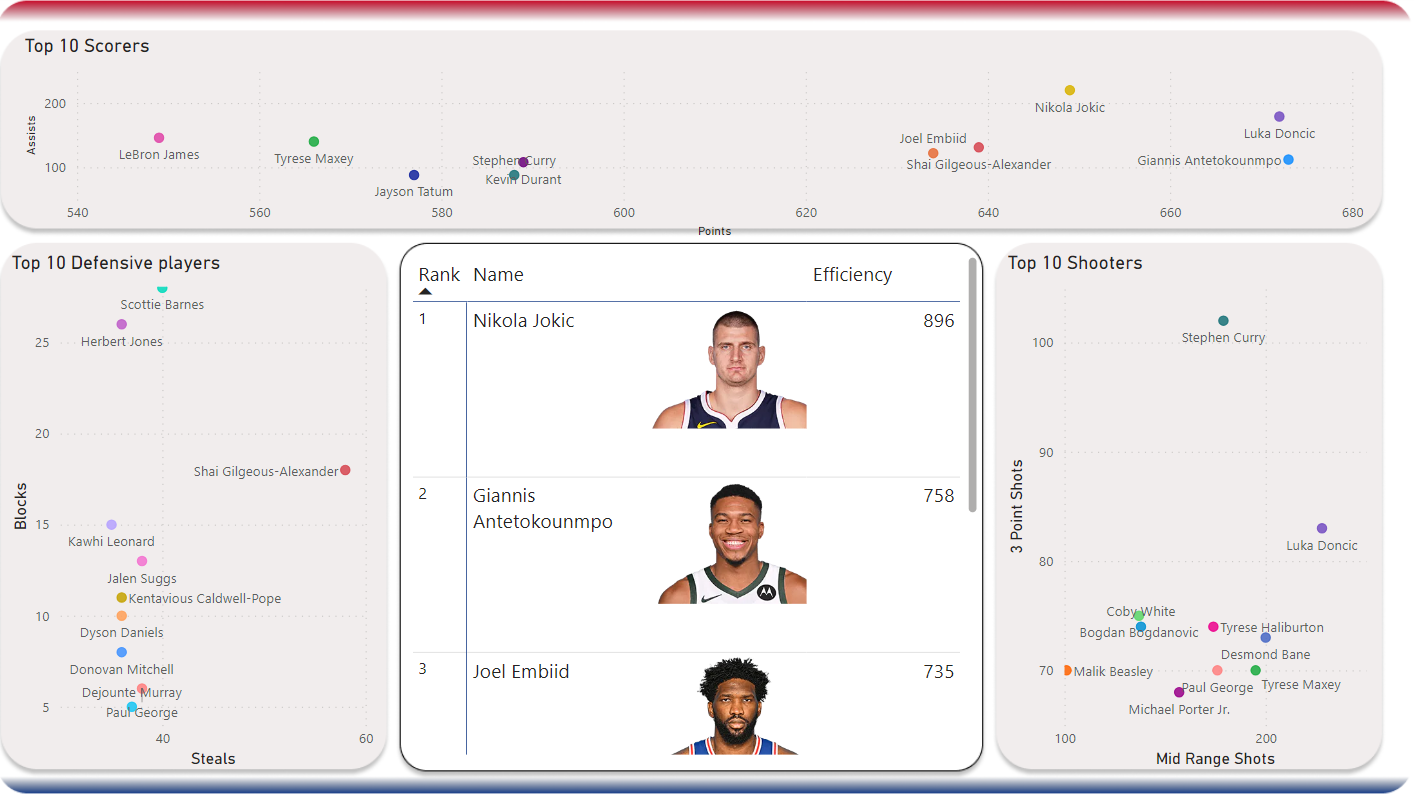 Top 10 Scorers
Assists
200
100
Nikola Jokic
Luka Doncic
LeBron James
Tyrese Maxey
Joel Embiid
Shai Gilgeous-Alexander
Giannis Antetokounmpo
Stephen Curry
Kevin Durant
Jayson Tatum
540 560 580 600 620 640 660 680
Points
Top 10 Defensive players
Blocks
25
20
15
10
5
Scottie Barnes
Herbert Jones
Shai Gilgeous-Alexander
Kawhi Leonard
Jalen Suggs
Kentavious Caldwell-Pope
Dyson Daniels
Donovan Mitchell
Dejounte Murray
Paul George
40 60
Steals
Rank Name Efficiency
1 Nikola Jokic 896
2 Giannis 758
Antetokounmpo
3 Joel Embiid 735
Top 10 Shooters
3 Point Shots
100
90
80
70
Stephen Curry
Luka Doncic
Coby White
Bogdan Bogdanovic
Tyrese Haliburton
Desmond Bane
Malik Beasley
Paul George
Tyrese Maxey
Michael Porter Jr.
100 200
Mid Range Shots